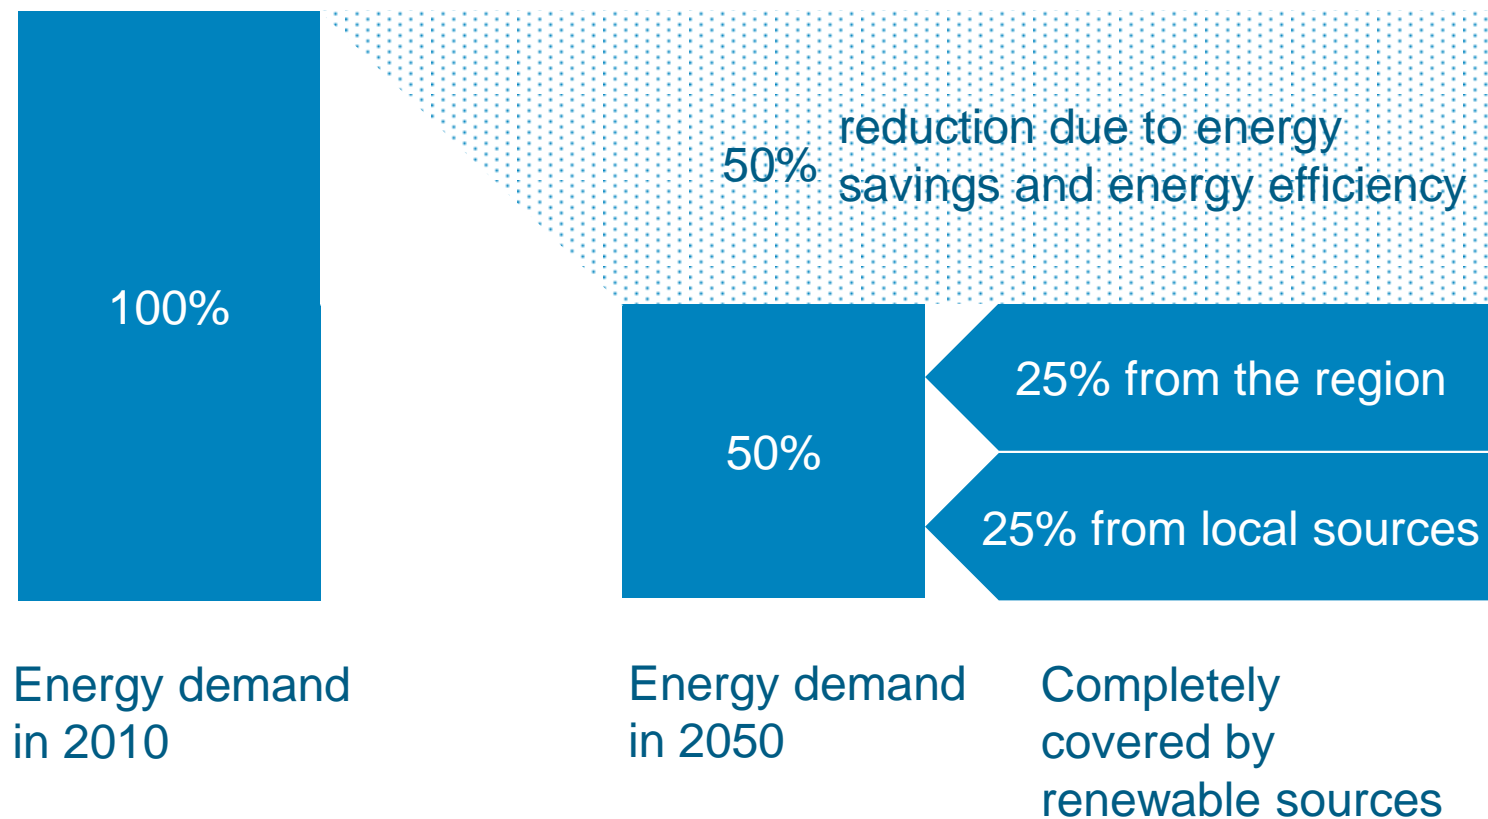 100%
50%
reduction due to energy
savings and energy efficiency
50%
25% from the region
25% from local sources
Energy demand
in 2010
Energy demand
in 2050
Completely
covered by
renewable sources